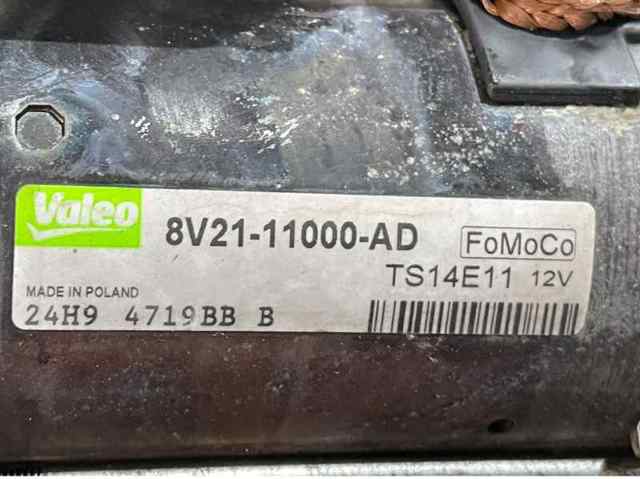 Valeo
8V21-11000-AD
FoMoCo
TS14E11 12V
MADE IN POLAND
24H9 4719BB B